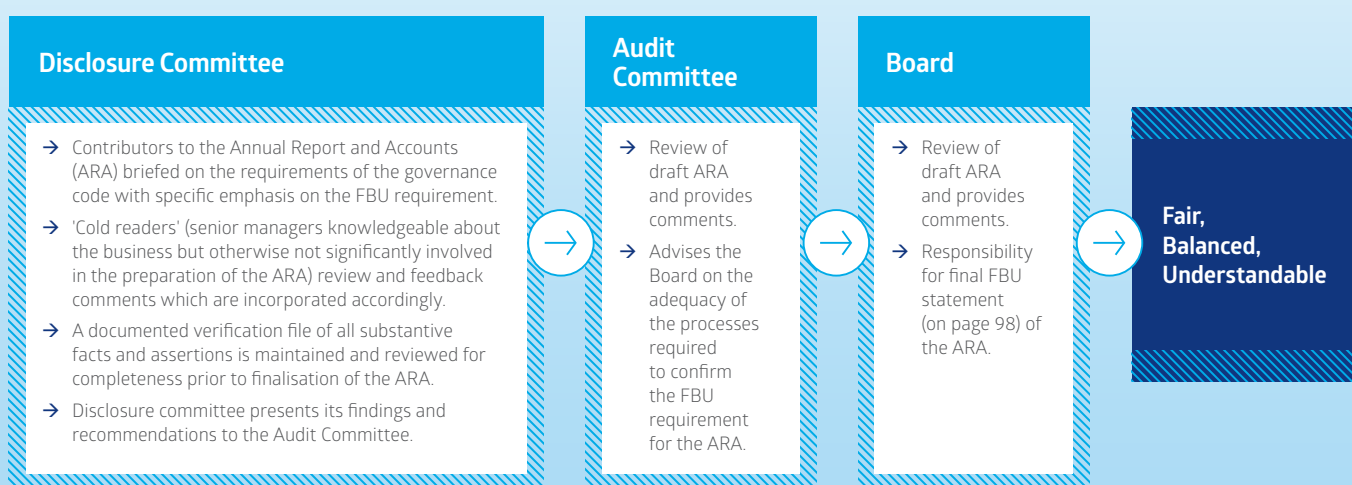 Disclosure Committee
→ Contributors to the Annual Report and Accounts
(ARA) briefed on the requirements of the governance
code with specific emphasis on the FBU requirement.
→ 'Cold readers' (senior managers knowledgeable about
the business but otherwise not significantly involved
in the preparation of the ARA) review and feedback
comments which are incorporated accordingly.
→ A documented verification file of all substantive
facts and assertions is maintained and reviewed for
completeness prior to finalisation of the ARA.
→ Disclosure committee presents its findings and
recommendations to the Audit Committee.
Audit
Committee
→ Review of
draft ARA
and provides
comments.
→ Advises the
Board on the
adequacy of
the processes
required
to confirm
the FBU
requirement
for the ARA.
Board
→ Review of
draft ARA
and provides
comments.
→ Responsibility
for final FBU
statement
(on page 98) of
the ARA.
Fair,
Balanced,
Understandable